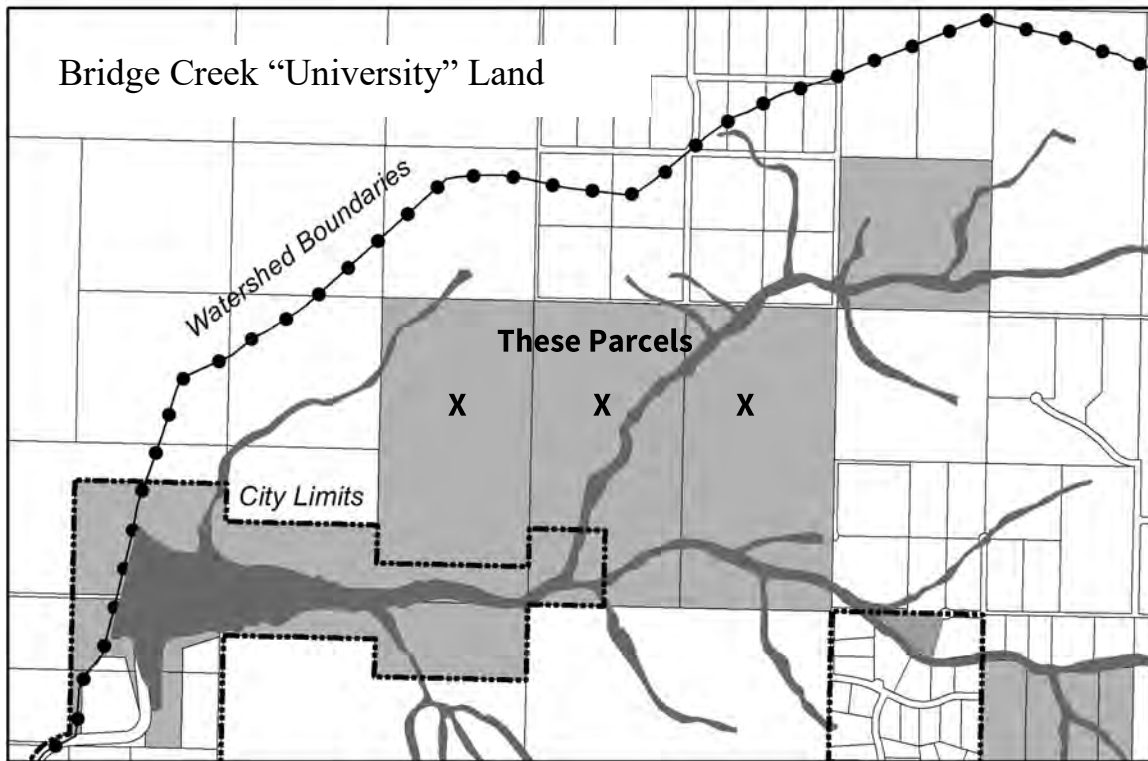 Bridge Creek “University” Land
Watershed Boundaries
These Parcels
X X X
City Limits